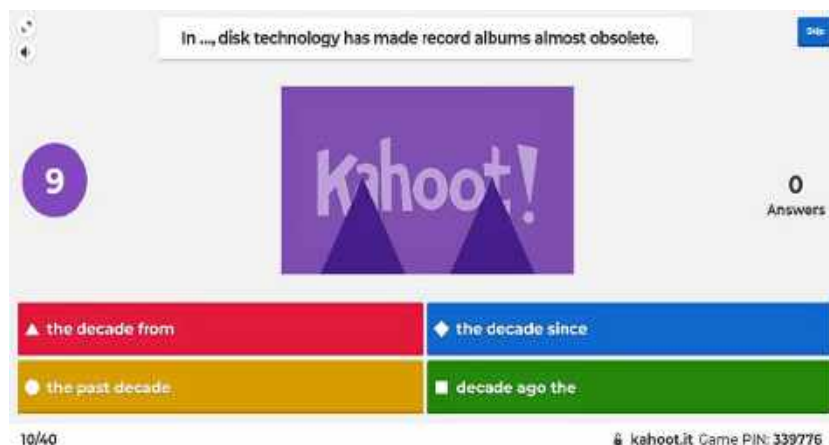 In ..., disk technology has made record albums almost obsolete.
Skip
9
Kahoot!
0
Answers
the decade from
the decade since
the past decade
decade ago the
10/40
kahoot.it Game PIN: 339776